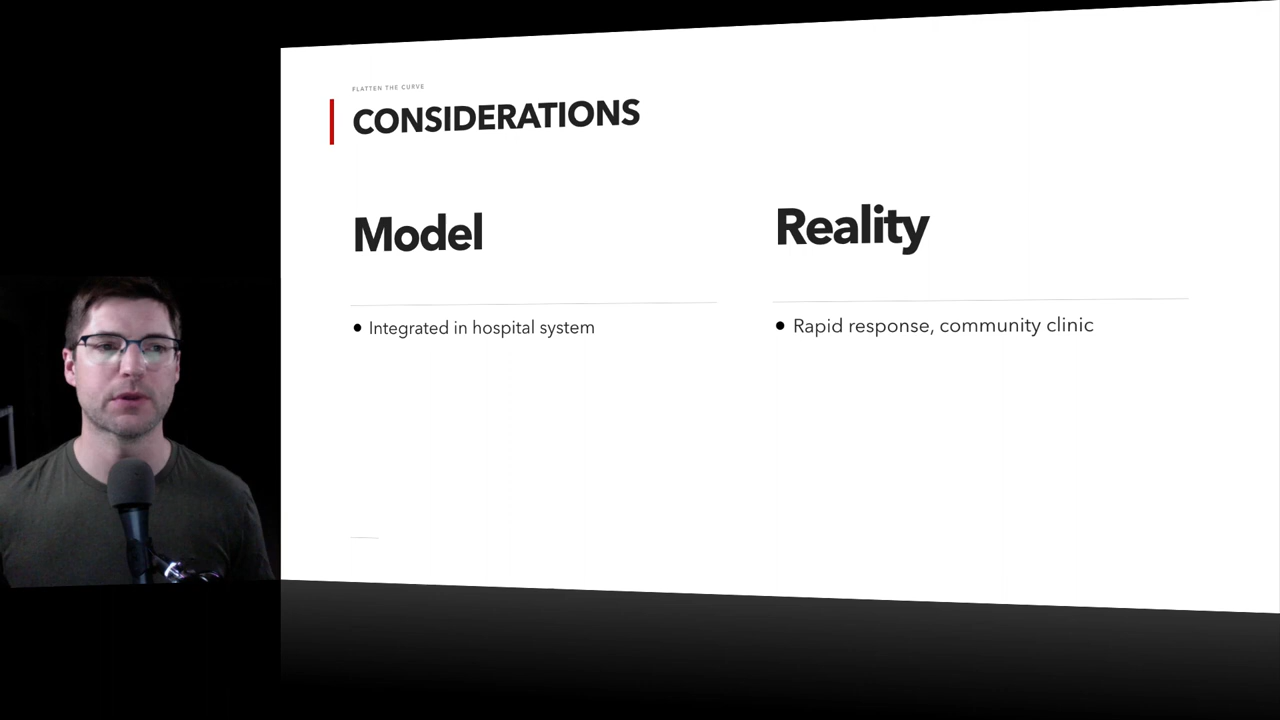 FLATTEN THE CURVE
CONSIDERATIONS
Model
Reality
• Integrated in hospital system
• Rapid response, community clinic